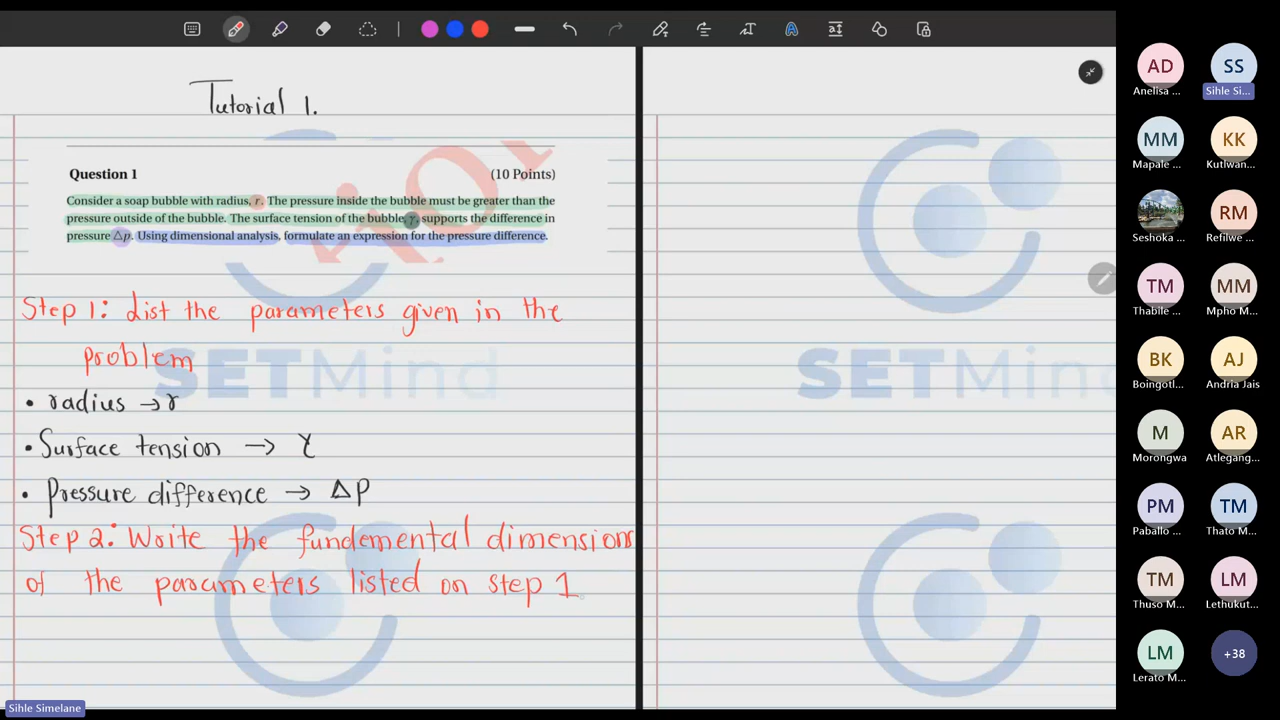 Tutorial 1.
Question 1 (10 Points)
Consider a soap bubble with radius, r. The pressure inside the bubble must be greater than the
pressure outside of the bubble. The surface tension of the bubble, γ, supports the difference in
pressure Δp. Using dimensional analysis, formulate an expression for the pressure difference.
Step 1: List the parameters given in the
problem
• radius → r
• Surface tension → γ
• Pressure difference → ΔP
Step 2: Write the fundemental dimensions
of the parameters listed on step 1
SETMind
SETMind
AD
Anelisa ...
SS
Sihle Si...
MM
Mapale ...
KK
Kutlwan...
Seshoka ...
RM
Refilwe ...
TM
Thabile ...
MM
Mpho M...
BK
Boingotl...
AJ
Andria Jais
M
Morongwa
AR
Atlegang...
PM
Paballo ...
TM
Thato M...
TM
Thuso M...
LM
Lethukut...
LM
Lerato M...
+38
Sihle Simelane